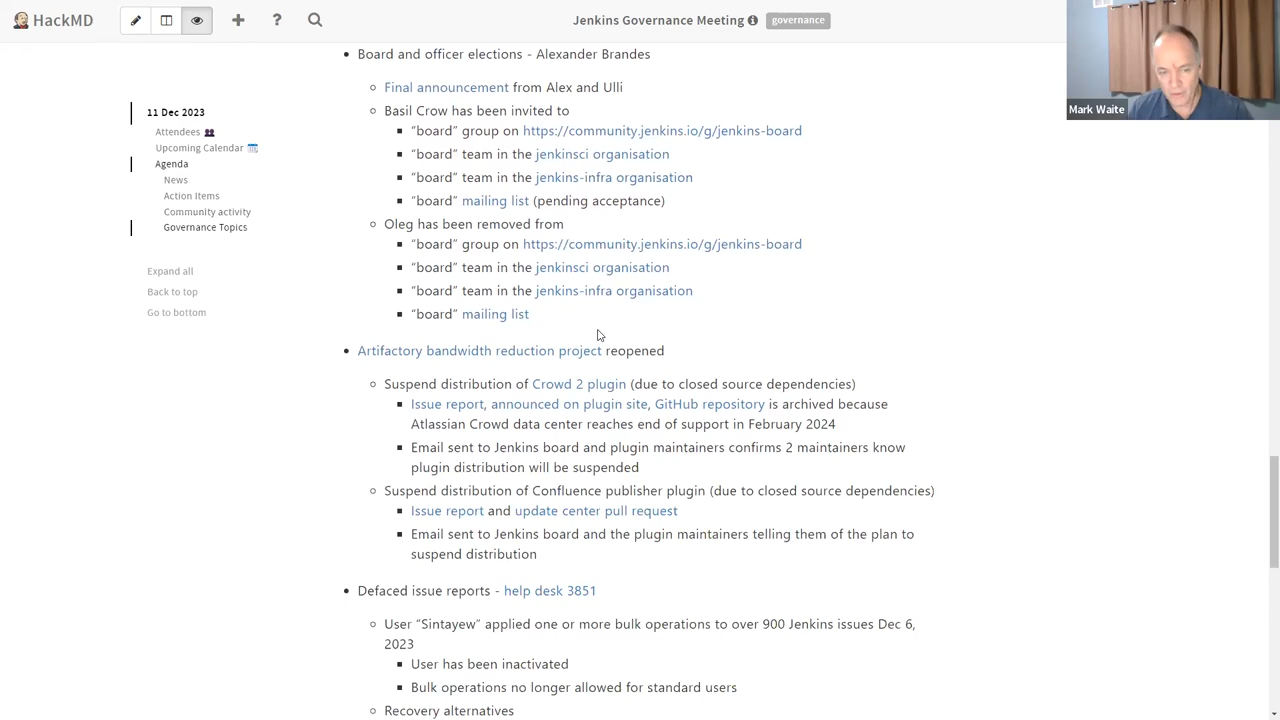 HackMD
Jenkins Governance Meeting governance
Mark Waite
11 Dec 2023
Attendees
Upcoming Calendar
Agenda
News
Action Items
Community activity
Governance Topics
Expand all
Back to top
Go to bottom
Board and officer elections - Alexander Brandes
Final announcement from Alex and Ulli
Basil Crow has been invited to
“board” group on https://community.jenkins.io/g/jenkins-board
“board” team in the jenkinsci organisation
“board” team in the jenkins-infra organisation
“board” mailing list (pending acceptance)
Oleg has been removed from
“board” group on https://community.jenkins.io/g/jenkins-board
“board” team in the jenkinsci organisation
“board” team in the jenkins-infra organisation
“board” mailing list
Artifactory bandwidth reduction project reopened
Suspend distribution of Crowd 2 plugin (due to closed source dependencies)
Issue report, announced on plugin site, GitHub repository is archived because
Atlassian Crowd data center reaches end of support in February 2024
Email sent to Jenkins board and plugin maintainers confirms 2 maintainers know
plugin distribution will be suspended
Suspend distribution of Confluence publisher plugin (due to closed source dependencies)
Issue report and update center pull request
Email sent to Jenkins board and the plugin maintainers telling them of the plan to
suspend distribution
Defaced issue reports - help desk 3851
User “Sintayew” applied one or more bulk operations to over 900 Jenkins issues Dec 6,
2023
User has been inactivated
Bulk operations no longer allowed for standard users
Recovery alternatives